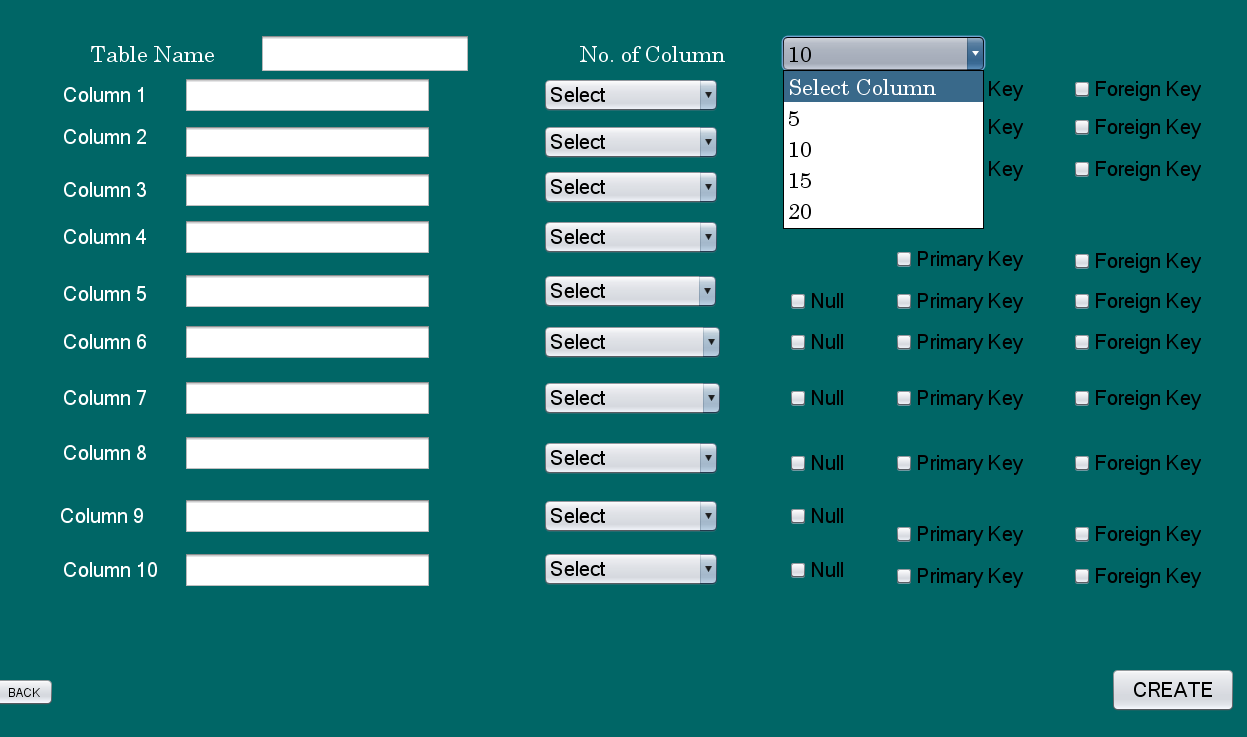 Table Name No. of Column 10
Column 1 Select Select Column Key Foreign Key
Column 2 Select 5 Key Foreign Key
10
Column 3 Select 15 Key Foreign Key
20
Column 4 Select Primary Key Foreign Key
Column 5 Select Null Primary Key Foreign Key
Column 6 Select Null Primary Key Foreign Key
Column 7 Select Null Primary Key Foreign Key
Column 8 Select Null Primary Key Foreign Key
Column 9 Select Null Primary Key Foreign Key
Column 10 Select Null Primary Key Foreign Key
BACK CREATE